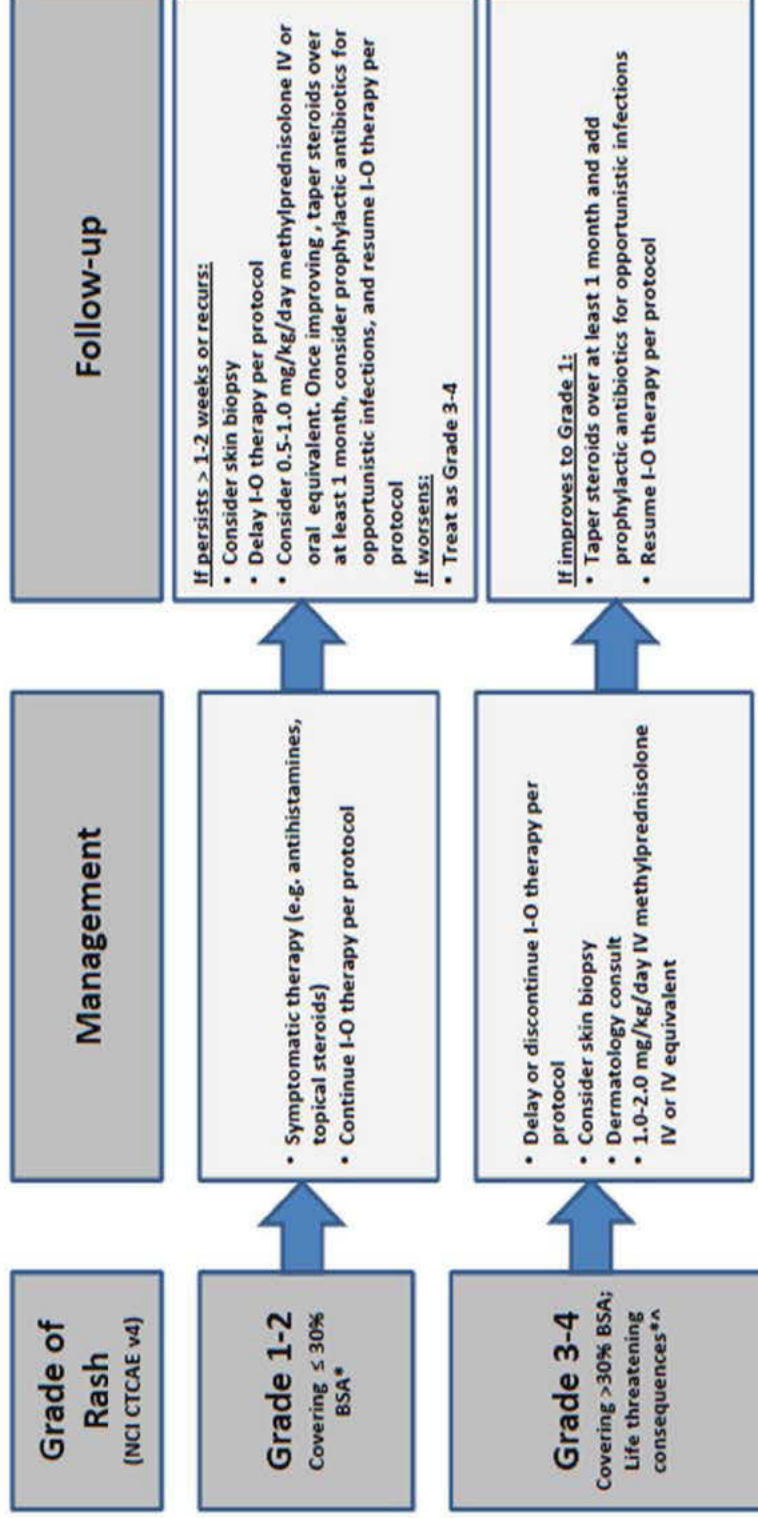 Grade of
Rash
(NCI CTCAE v4)
Management
Follow-up
Grade 1-2
Covering ≤ 30%
BSA*
• Symptomatic therapy (e.g. antihistamines,
topical steroids)
• Continue I-O therapy per protocol
If persists > 1-2 weeks or recurs:
• Consider skin biopsy
• Delay I-O therapy per protocol
• Consider 0.5-1.0 mg/kg/day methylprednisolone IV or
oral equivalent. Once improving , taper steroids over
at least 1 month, consider prophylactic antibiotics for
opportunistic infections, and resume I-O therapy per
protocol
If worsens:
• Treat as Grade 3-4
Grade 3-4
Covering >30% BSA;
Life threatening
consequences*^
• Delay or discontinue I-O therapy per
protocol
• Consider skin biopsy
• Dermatology consult
• 1.0-2.0 mg/kg/day IV methylprednisolone
IV or IV equivalent
If improves to Grade 1:
• Taper steroids over at least 1 month and add
prophylactic antibiotics for opportunistic infections
• Resume I-O therapy per protocol